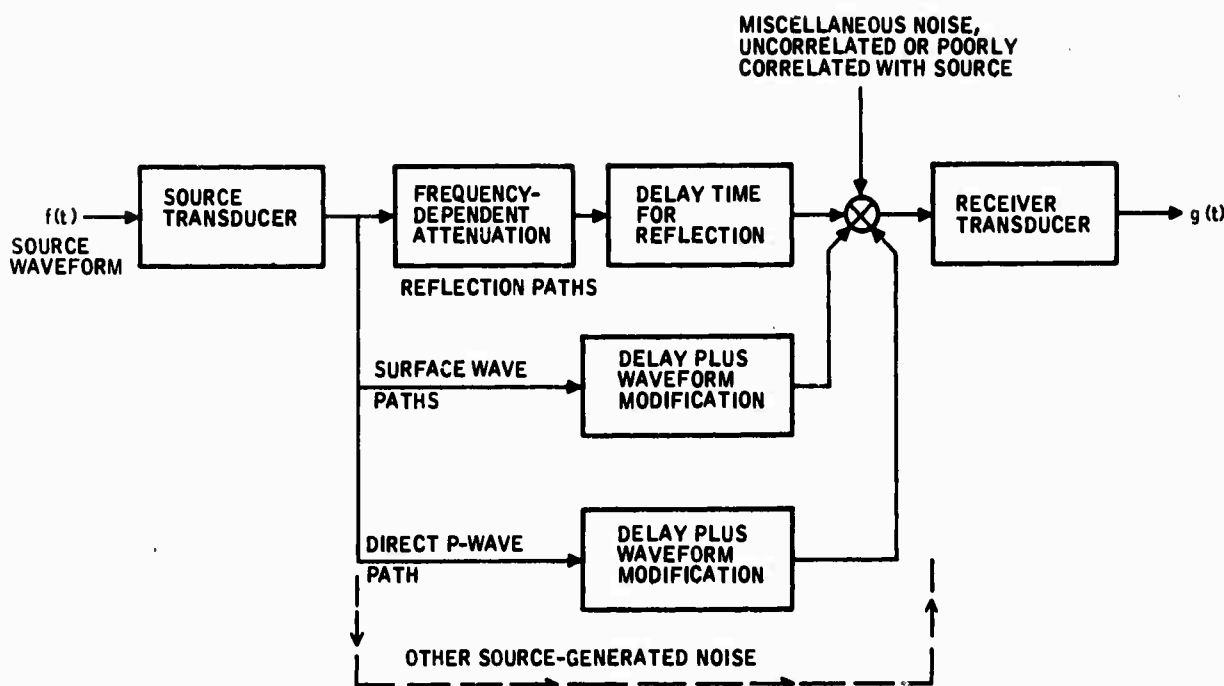 MISCELLANEOUS NOISE,
UNCORRELATED OR POORLY
CORRELATED WITH SOURCE
f(t)
SOURCE
WAVEFORM
SOURCE
TRANSDUCER
FREQUENCY-
DEPENDENT
ATTENUATION
DELAY TIME
FOR
REFLECTION
RECEIVER
TRANSDUCER
g(t)
REFLECTION PATHS
SURFACE WAVE
PATHS
DELAY PLUS
WAVEFORM
MODIFICATION
DIRECT P-WAVE
PATH
DELAY PLUS
WAVEFORM
MODIFICATION
OTHER SOURCE-GENERATED NOISE